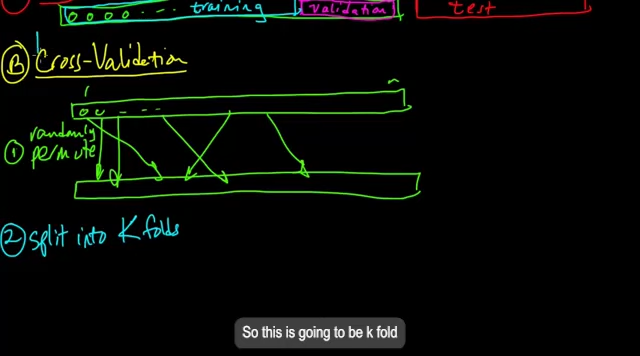 training validation test
B Cross-Validation
1 n
1 randomly
permute
2 split into K folds
So this is going to be k fold